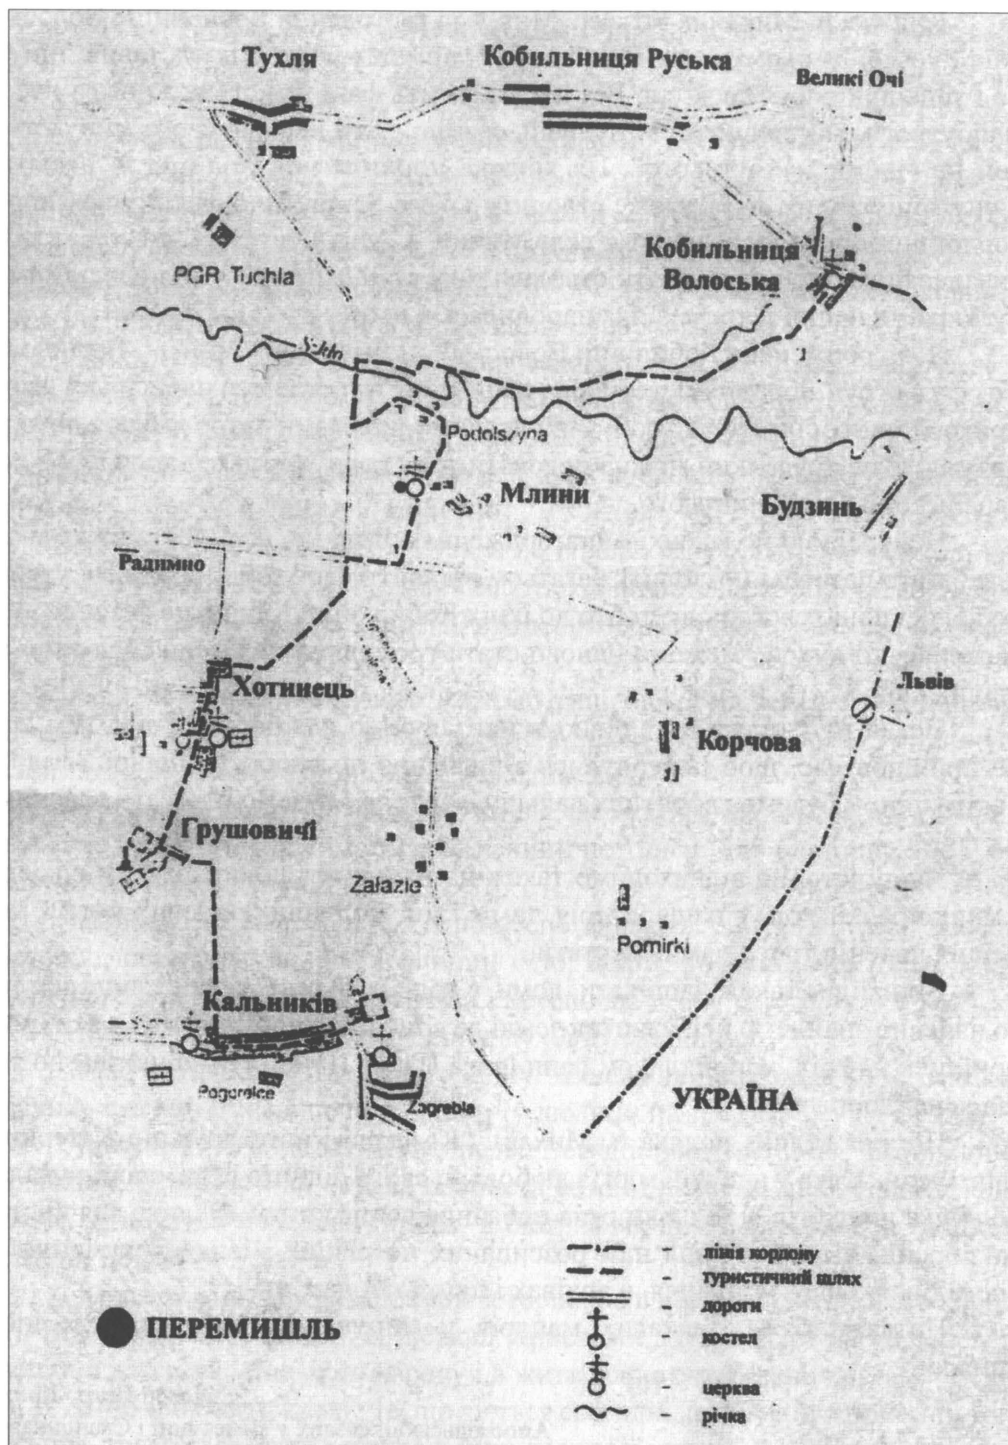 Тухля
Кобильниця Руська
Великі Очі
PGR Tuchla
Кобильниця
Волоська
Szkło
Podolszyna
Млини
Будзинь
Радимно
Хотинець
Львів
Корчова
Грушовичі
Załazie
Pomirki
Кальників
Pogorelce
Zagrebla
УКРАЇНА
лінія кордону
туристичний шлях
дороги
костел
церква
річка
ПЕРЕМИШЛЬ